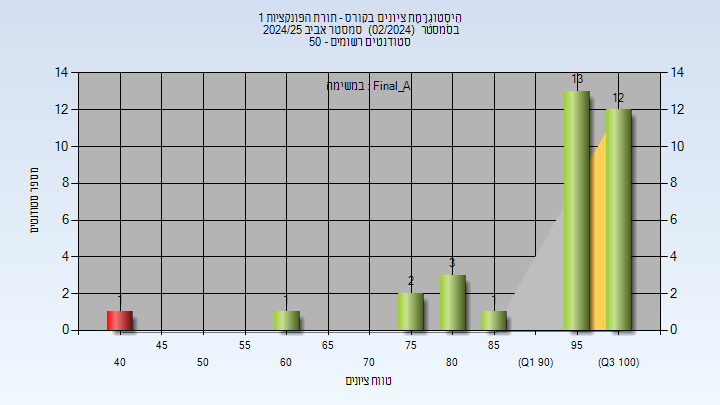 הִיסְטוגְרָמַת ציונים בקורס - תורת הפונקציות 1
בסמסטר (02/2024) סמסטר אביב 2024/25
סטודנטים רשומים - 50
במשימה : Final_A
מספר סטודנטים
14 14
12 12
10 10
8 8
6 6
4 4
2 2
0 0
1 1 2 3 1 13 12
45 55 65 75 85 95
40 50 60 70 80 (Q1 90) (Q3 100)
טווח ציונים